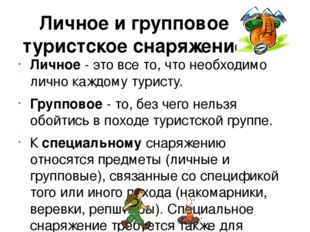 Личное и групповое
туристское снаряжение
Личное - это все то, что необходимо
лично каждому туристу.
Групповое - то, без чего нельзя
обойтись в походе туристской группе.
К специальному снаряжению
относятся предметы (личные и
групповые), связанные со спецификой
того или иного похода (накомарники,
веревки, репшнуры). Специальное
снаряжение требуется также для